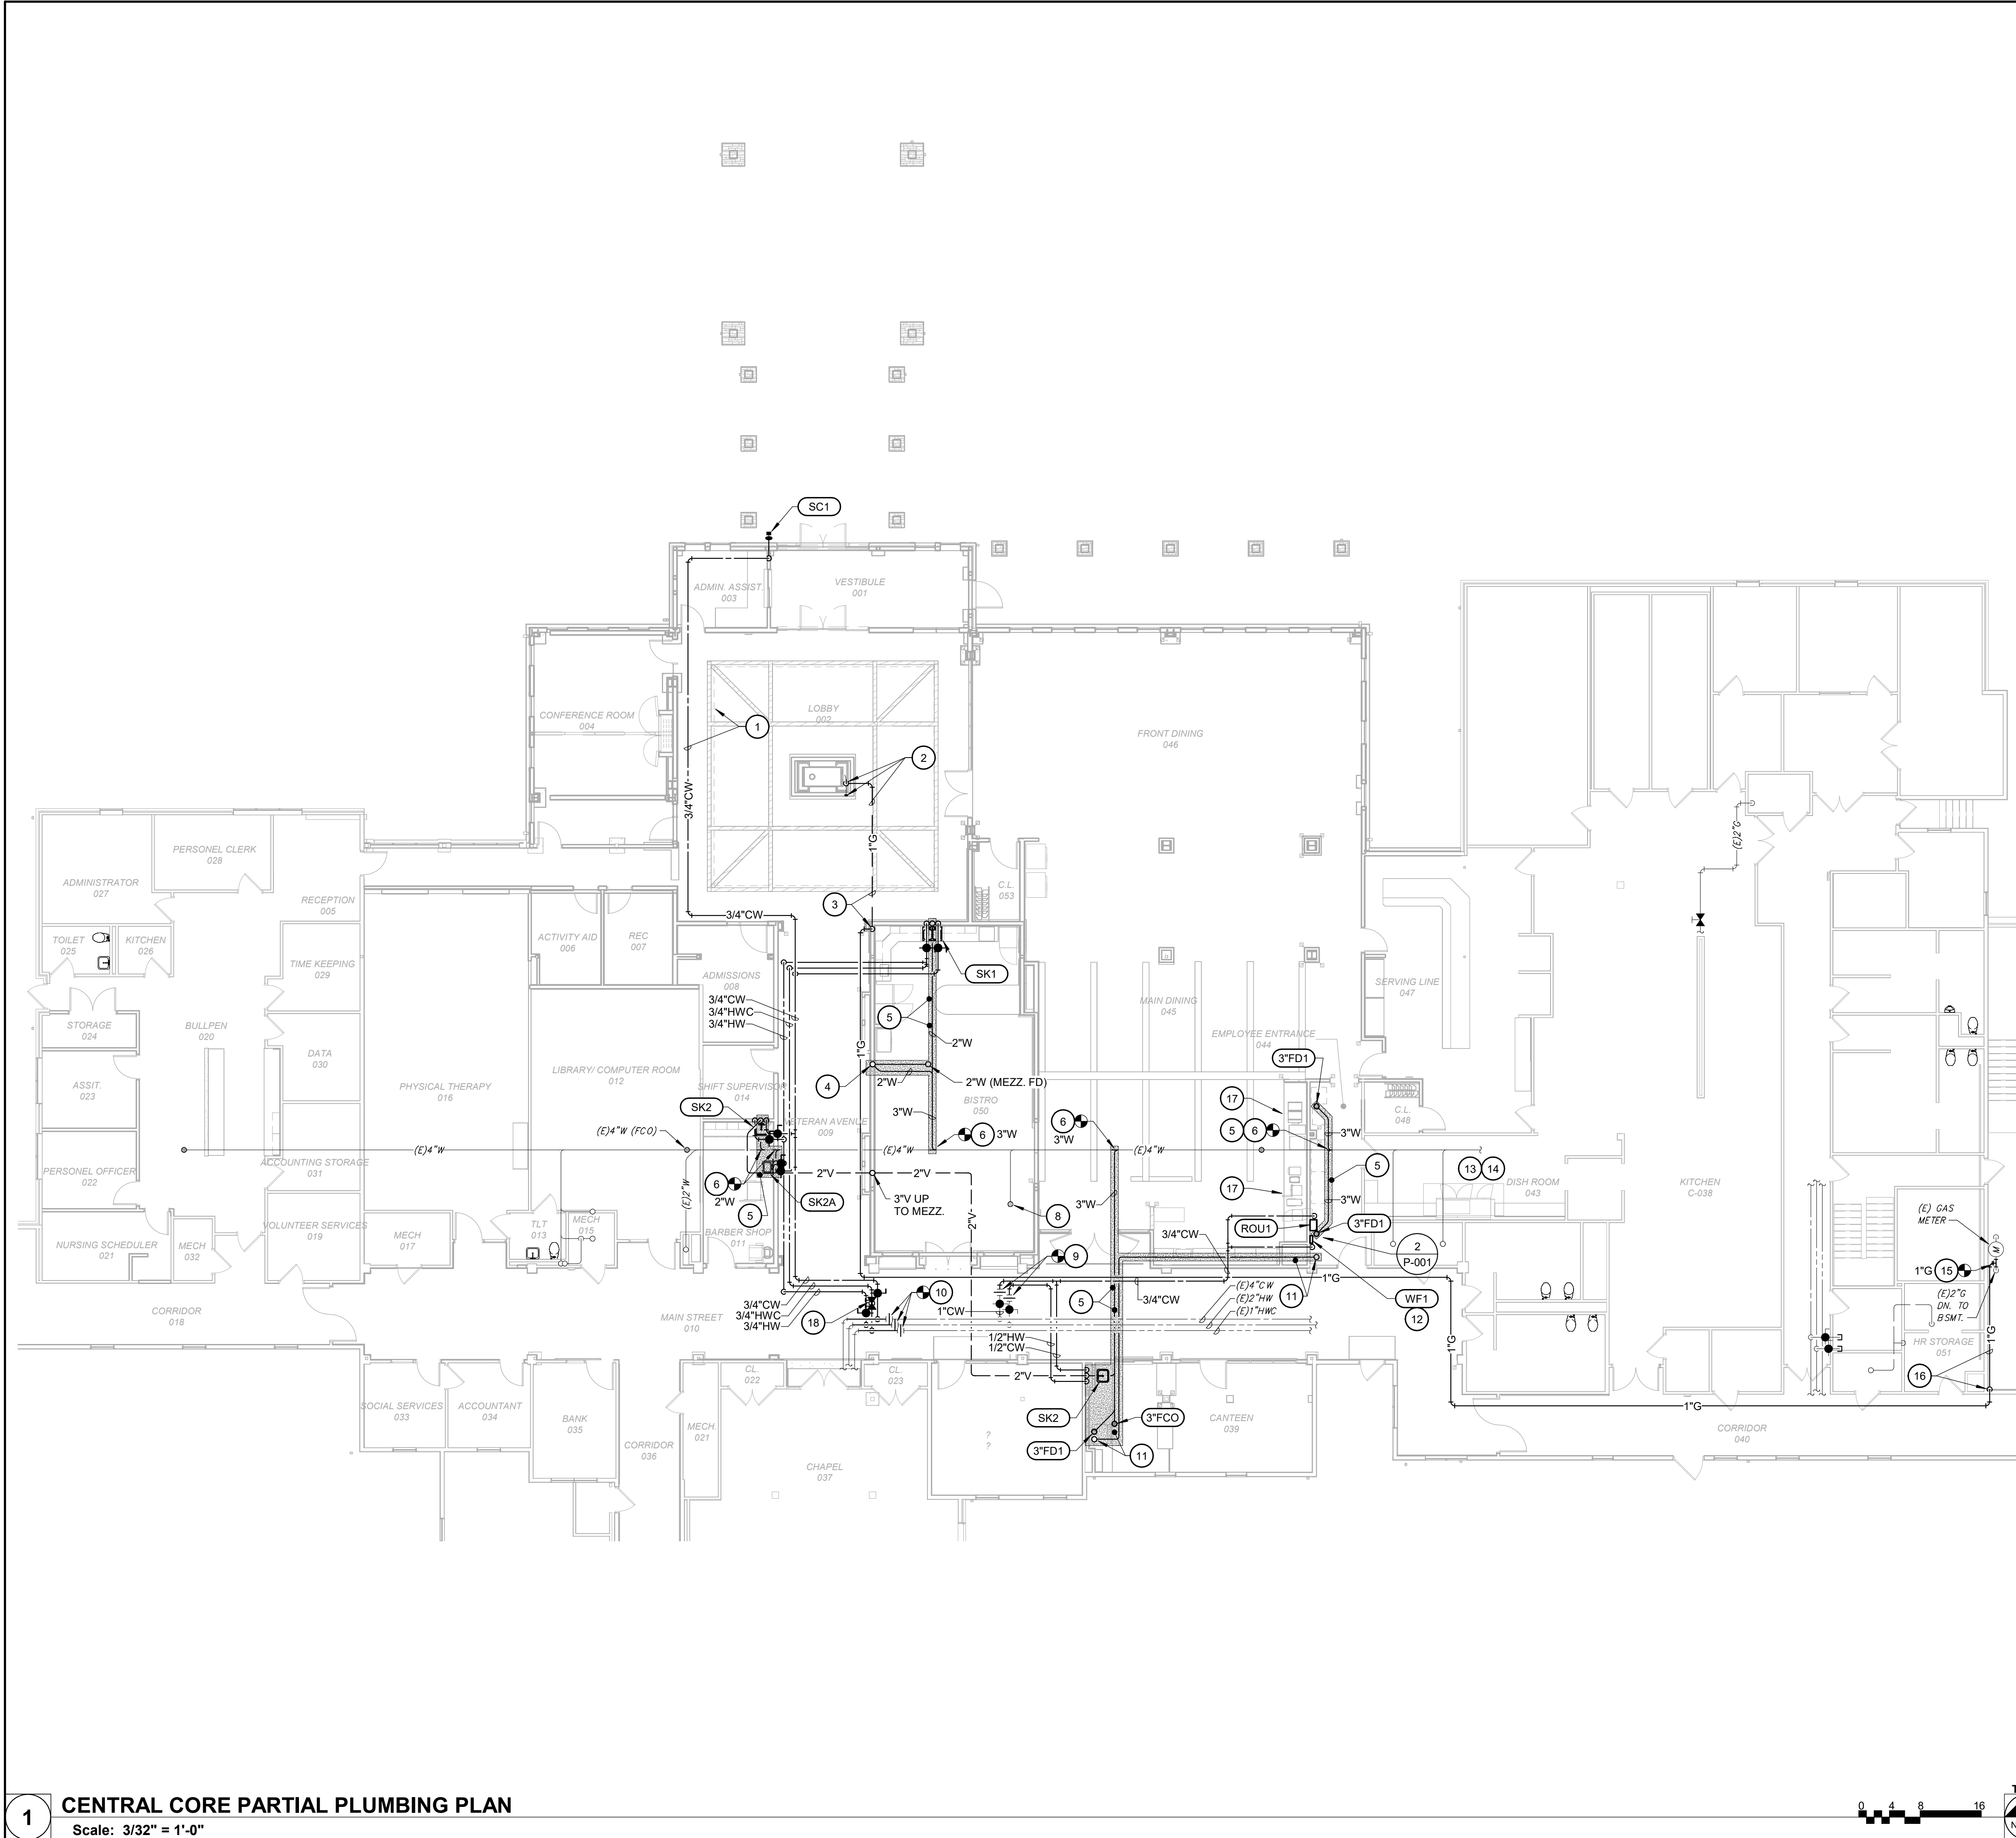 SC1
ADMIN. ASSIST.
003
VESTIBULE
001
CONFERENCE ROOM
004
LOBBY
002
1
2
FRONT DINING
046
3/4"CW
1"G
(E)2"G
PERSONEL CLERK
028
ADMINISTRATOR
027
RECEPTION
005
C.L.
053
3
3/4"CW
TOILET
025
KITCHEN
026
TIME KEEPING
029
ACTIVITY AID
006
REC
007
ADMISSIONS
008
SK1
SERVING LINE
047
3/4"CW
3/4"HWC
3/4"HW
MAIN DINING
045
5
STORAGE
024
BULLPEN
020
EMPLOYEE ENTRANCE
044
2"W
1"G
DATA
030
3"FD1
PHYSICAL THERAPY
016
LIBRARY/ COMPUTER ROOM
012
SHIFT SUPERVISOR
014
4
2"W
2"W (MEZZ. FD)
BISTRO
050
ASSIT.
023
17
SK2
VETERAN AVENUE
009
3"W
C.L.
048
(E)4"W (FCO)
6
3"W
6
3"W
5
6
3"W
(E)4"W
(E)4"W
(E)4"W
ACCOUNTING STORAGE
031
PERSONEL OFFICER
022
2"V
2"V
13
14
5
DISH ROOM
043
KITCHEN
C-038
6
2"W
(E)2"W
SK2A
3"V UP
TO MEZZ.
17
3"W
3"W
5
8
2"V
(E) GAS
METER
VOLUNTEER SERVICES
019
MECH
017
TLT
013
MECH
015
BARBER SHOP
011
ROU1
3"FD1
NURSING SCHEDULER
021
MECH
032
3/4"CW
2
P-001
9
1"G
15
1"G
10
(E)4"CW
(E)2"HW
(E)1"HWC
11
WF1
12
(E)2"G
DN. TO
BSMT.
CORRIDOR
018
3/4"CW
3/4"HWC
3/4"HW
18
1"CW
5
3/4"CW
MAIN STREET
010
1/2"HW
1/2"CW
1"G
1"G
HR STORAGE
051
CL.
022
CL.
023
2"V
16
SOCIAL SERVICES
033
ACCOUNTANT
034
BANK
035
MECH.
021
SK2
3"FCO
CANTEEN
039
1"G
CORRIDOR
040
?
?
CORRIDOR
036
3"FD1
11
CHAPEL
037
M
1
CENTRAL CORE PARTIAL PLUMBING PLAN
Scale: 3/32" = 1'-0"
0 4 8 16